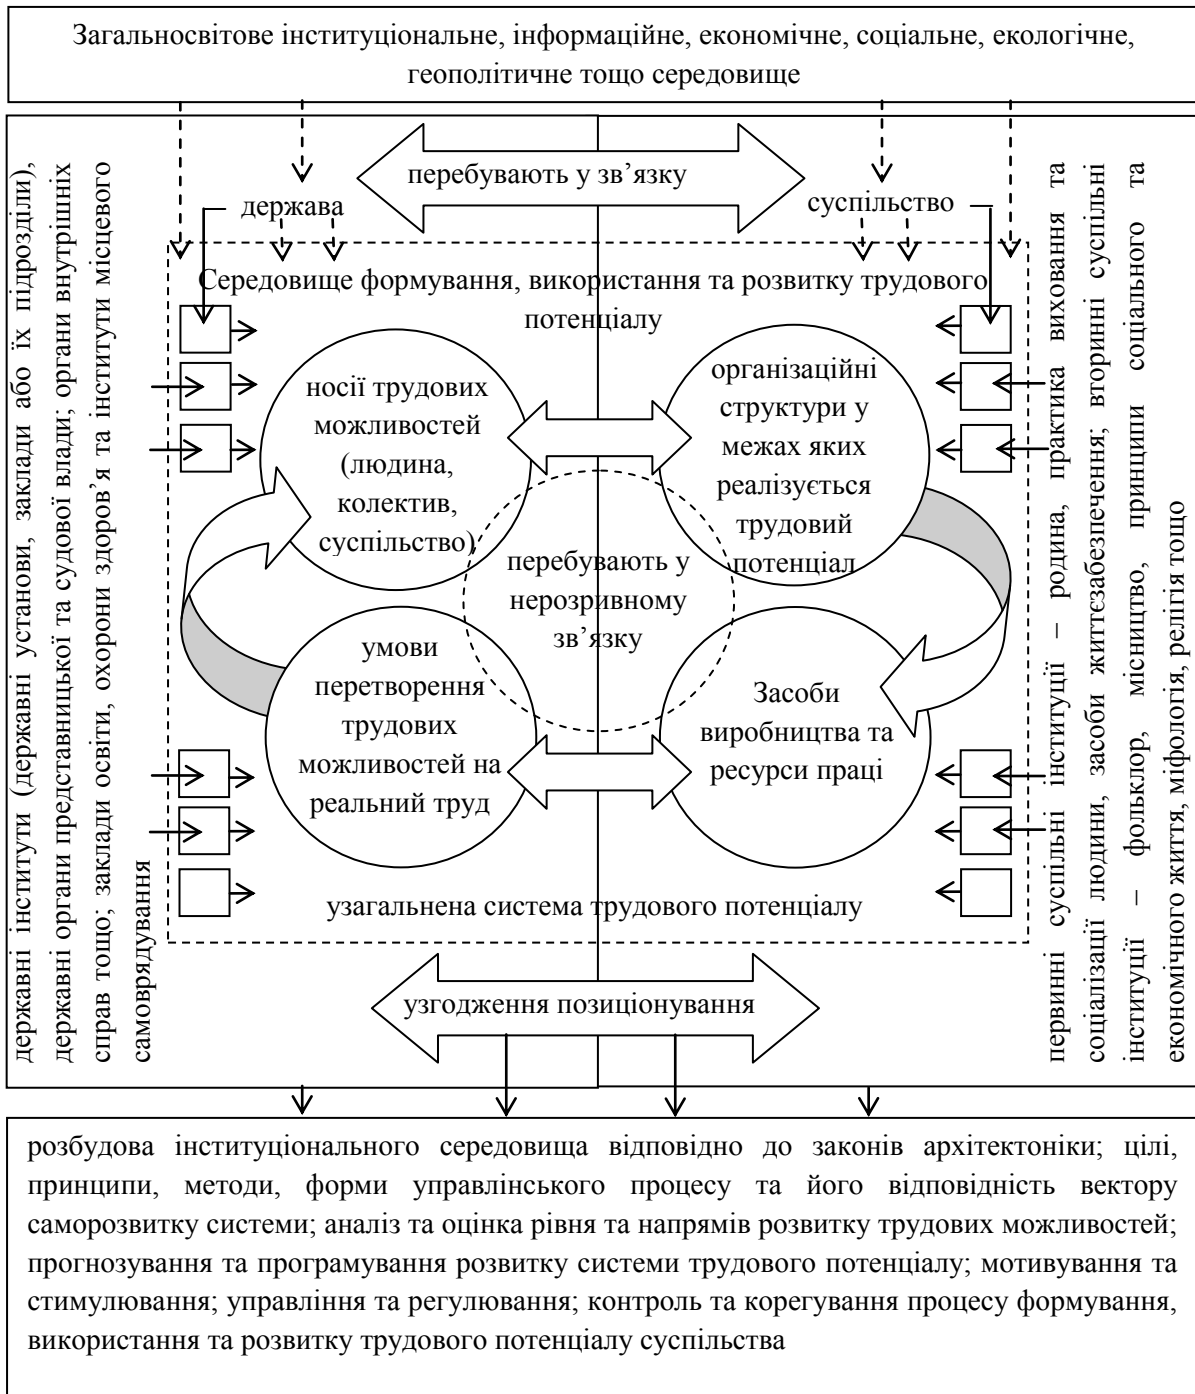 Загальносвітове інституціональне, інформаційне, економічне, соціальне, екологічне,
геополітичне тощо середовище
перебувають у зв’язку
держава
суспільство
державні інститути (державні установи, заклади або їх підрозділи),
державні органи представницької та судової влади; органи внутрішніх
справ тощо; заклади освіти, охорони здоров’я та інститути місцевого
самоврядування
Середовище формування, використання та розвитку трудового
потенціалу
носії трудових
можливостей
(людина,
колектив,
суспільство)
організаційні
структури у
межах яких
реалізується
трудовий
потенціал
перебувають у
нерозривному
зв’язку
умови
перетворення
трудових
можливостей на
реальний труд
Засоби
виробництва та
ресурси праці
узагальнена система трудового потенціалу
первинні суспільні інституції – родина, практика виховання та
соціалізації людини, засоби життєзабезпечення; вторинні суспільні
інституції – фольклор, місництво, принципи соціального та
економічного життя, міфологія, релігія тощо
узгодження позиціонування
розбудова інституціонального середовища відповідно до законів архітектоніки; цілі,
принципи, методи, форми управлінського процесу та його відповідність вектору
саморозвитку системи; аналіз та оцінка рівня та напрямів розвитку трудових можливостей;
прогнозування та програмування розвитку системи трудового потенціалу; мотивування та
стимулювання; управління та регулювання; контроль та корегування процесу формування,
використання та розвитку трудового потенціалу суспільства